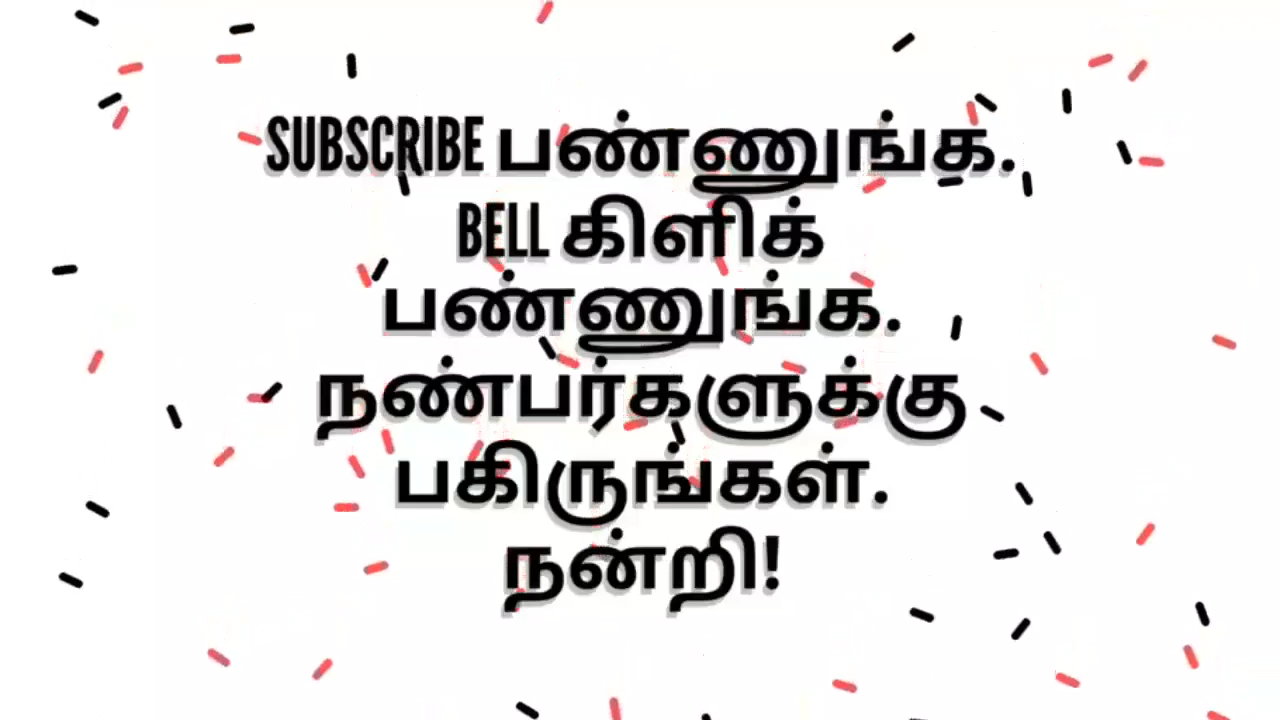 SUBSCRIBE பண்ணுங்க.
BELL கிளிக்
பண்ணுங்க.
நண்பர்களுக்கு
பகிருங்கள்.
நன்றி!